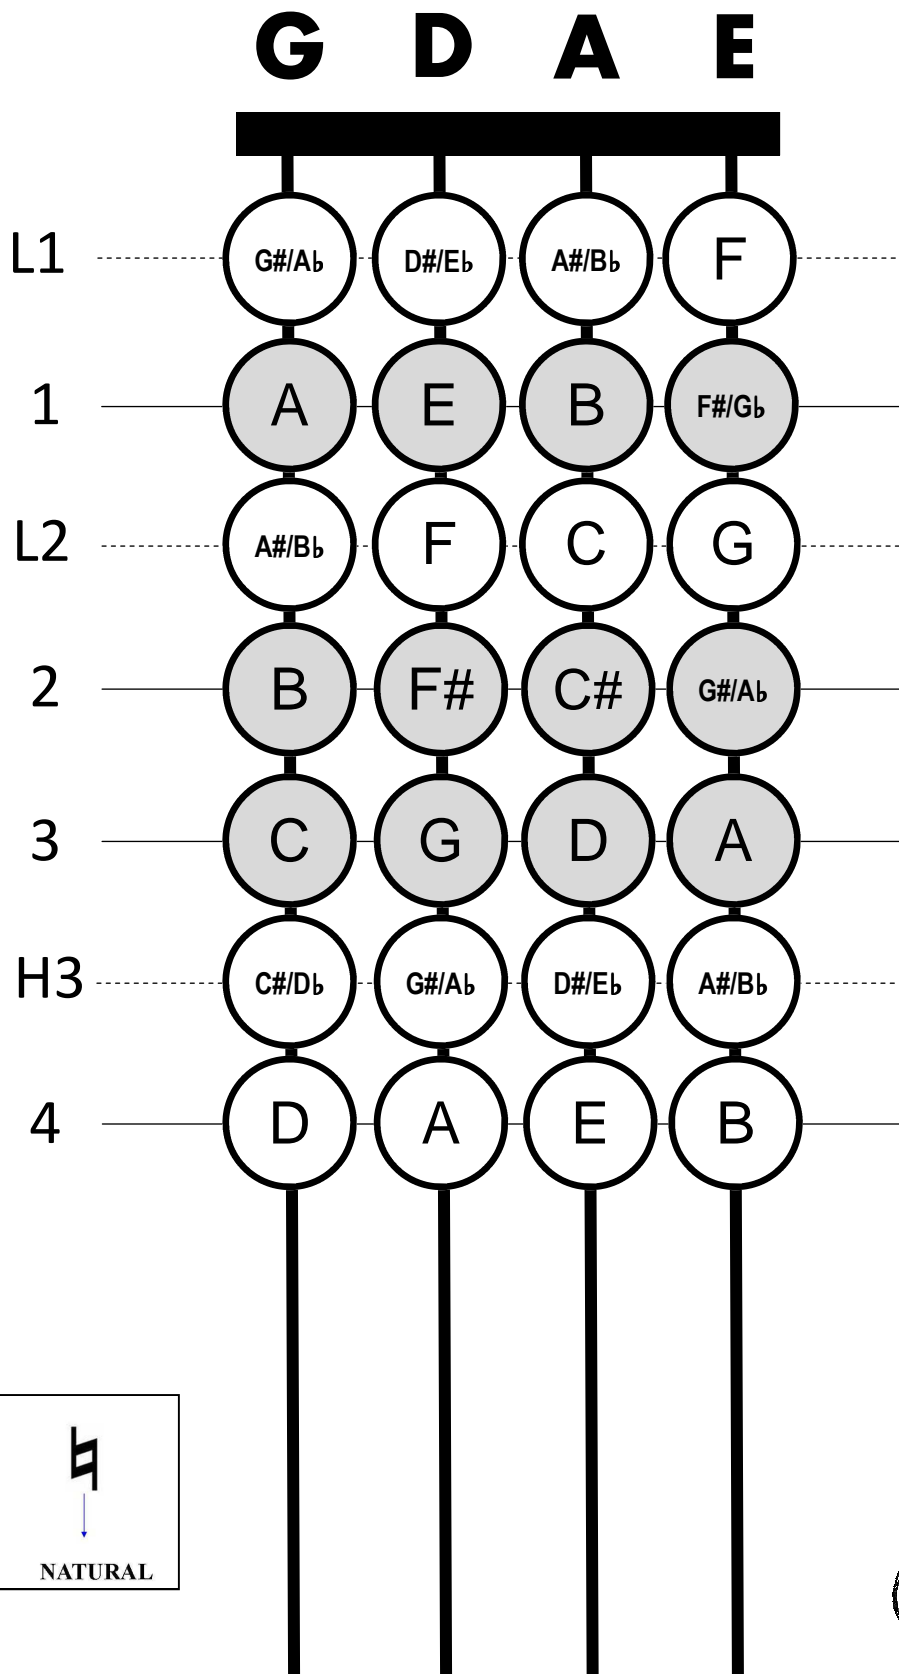 G D A E
L1 G#/A♭ D#/E♭ A#/B♭ F
1 A E B F#/G♭
L2 A#/B♭ F C G
2 B F# C# G#/A♭
3 C G D A
H3 C#/D♭ G#/A♭ D#/E♭ A#/B♭
4 D A E B
♮
NATURAL